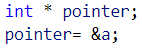 int * pointer;
pointer= &a;